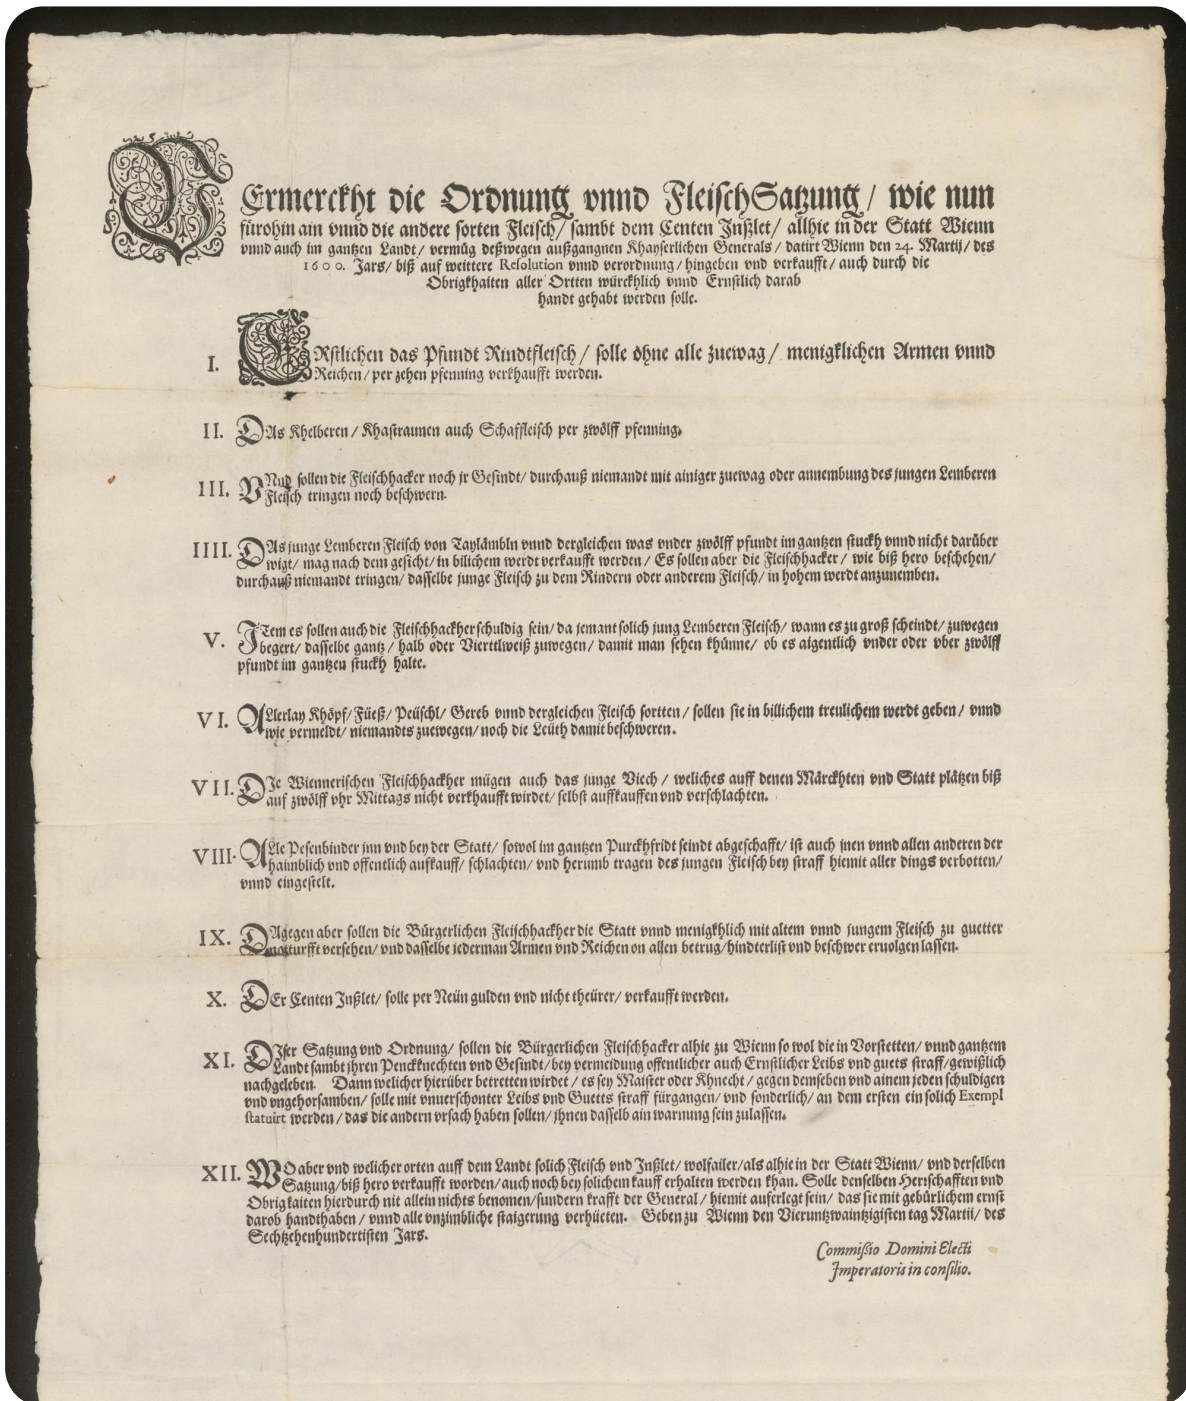 VErmerckht die Ordnung vnnd FleischSatzung / wie nun
fürohin ain vnnd die andere sorten Fleisch / sambt dem Centen Inßlet / allhie in der Statt Wienn
vnnd auch im gantzen Landt / vermüg deßwegen außgangnen Khayserlichen Generals / datirt Wienn den 24. Martij / des
1600. Jars / biß auf weittere Resolution vnnd verordnung / hingeben vnd verkaufft / auch durch die
Obrigkhaiten aller Ortten würckhlich vnnd Ernstlich darab
handt gehabt werden solle.
I. ERstlichen das Pfundt Rindtfleisch / solle ohne alle zuewag / menigklichen Armen vnnd
Reichen / per zehen pfenning verkhaufft werden.
II. DAs Khelberen / Khastraunen auch Schaffleisch per zwölff pfenning.
III. VNnd sollen die Fleischhacker noch jr Gesindt / durchauß niemandt mit ainiger zuewag oder annembung des jungen Lemberen
Fleisch tringen noch beschwern.
IIII. DAs junge Lemberen Fleisch von Taylämbln vnnd dergleichen was vnder zwölff pfundt im gantzen stuckh vnnd nicht darüber
wigt / mag nach dem gesicht / in bilichem werdt verkaufft werden / Es sollen aber die Fleischhacker / wie biß hero beschehen /
durchauß niemandt tringen / dasselbe junge Fleisch zu dem Rindern oder anderem Fleisch / in hohem werdt anzunemben.
V. ITem es sollen auch die Fleischhackher schuldig sein / da jemant solich jung Lemberen Fleisch / wann es zu groß scheindt / zuwegen
begert / dasselbe gantz / halb oder Vierttlweiß zuwegen / damit man sehen khünne / ob es aigentlich vnder oder vber zwölff
pfundt im gantzen stuckh halte.
VI. ALlerlay Khöpf / Füeß / Peüschl / Gereb vnnd dergleichen Fleisch sortten / sollen sie in billichem treulichem werdt geben / vnnd
wie vermeldt / niemandts zuewegen / noch die Leüth damit beschweren.
VII. DIe Wiennerischen Fleischhackher mügen auch das junge Viech / weliches auff denen Märckhten vnd Statt plätzen biß
auf zwölff vhr Mittags nicht verkhaufft wirdet / selbst auffkauffen vnd verschlachten.
VIII. ALle Pesenbinder jnn vnd bey der Statt / sowol im gantzen Purckhfridt seindt abgeschafft / ist auch jnen vnnd allen anderen der
haimblich vnd offentlich aufkauff / schlachten / vnd herumb tragen des jungen Fleisch bey straff hiemit aller dings verbotten /
vnnd eingestelt.
IX. DAgegen aber sollen die Bürgerlichen Fleischhackher die Statt vnnd menigkhlich mit altem vnnd jungem Fleisch zu guetter
notturfft versehen / vnd dasselbe iederman Armen vnd Reichen on allen betrug / hindterlist vnd beschwer eruolgen lassen.
X. DEr Centen Inßlet / solle per Neün gulden vnd nicht theürer / verkaufft werden.
XI. DIser Satzung vnd Ordnung / sollen die Bürgerlichen Fleischhacker alhie zu Wienn so wol die in Vorstetten / vnnd gantzem
Landt sambt jhren Penckknechten vnd Gesindt / bey vermeidung offentlicher auch Ernstlicher Leibs vnd guets straff / gewißlich
nachgeleben. Dann welicher hierüber betretten wirdet / es sey Maister oder Khnecht / gegen demseben vnd ainem jeden schuldigen
vnd vngehorsamben / solle mit vnuerschonter Leibs vnd Guetts straff fürgangen / vnd sonderlich / an dem ersten ein solich Exempl
statuirt werden / das die andern vrsach haben sollen / jhnen dasselb ain warnung sein zulassen.
XII. WO aber vnd welicher orten auff dem Landt solich Fleisch vnd Inßlet / wolfailer / als alhie in der Statt Wienn / vnd derselben
Satzung / biß hero verkaufft worden / auch noch bey solichem kauff erhalten werden khan. Solle denselben Herrschafften vnd
Obrigkaiten hierdurch nit allein nichts benomen / sundern krafft der General / hiemit auferlegt sein / das sie mit gebürlichem ernst
darob handthaben / vnnd alle vnzimbliche staigerung verhüeten. Geben zu Wienn den Vieruntzwaintzigisten tag Martii / des
Sechtzehenhundertisten Jars.
Commißio Domini Electi
Imperatoris in consilio.